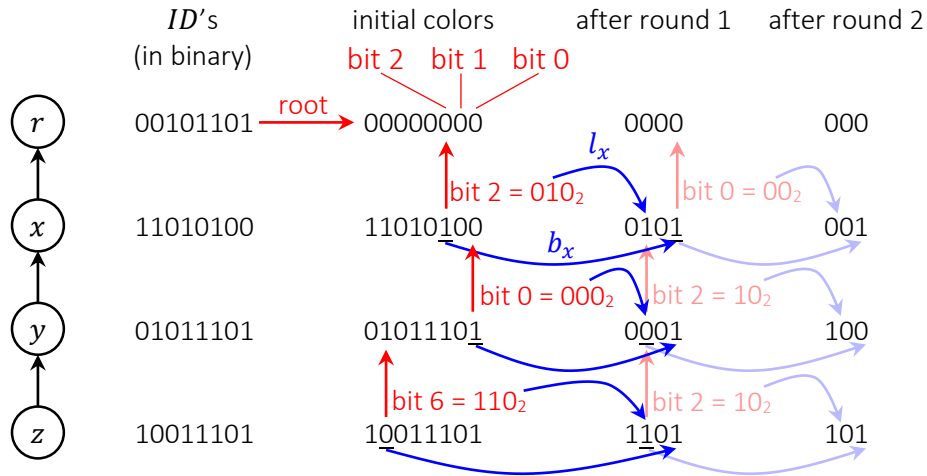 ID's initial colors after round 1 after round 2
(in binary) bit 2 bit 1 bit 0
r 00101101 root 00000000 0000 000
bit 2 = 010₂ lₓ bit 0 = 00₂
x 11010100 11010100 0101 001
bₓ
bit 0 = 000₂ bit 2 = 10₂
y 01011101 01011101 0001 100
bit 6 = 110₂ bit 2 = 10₂
z 10011101 10011101 1101 101